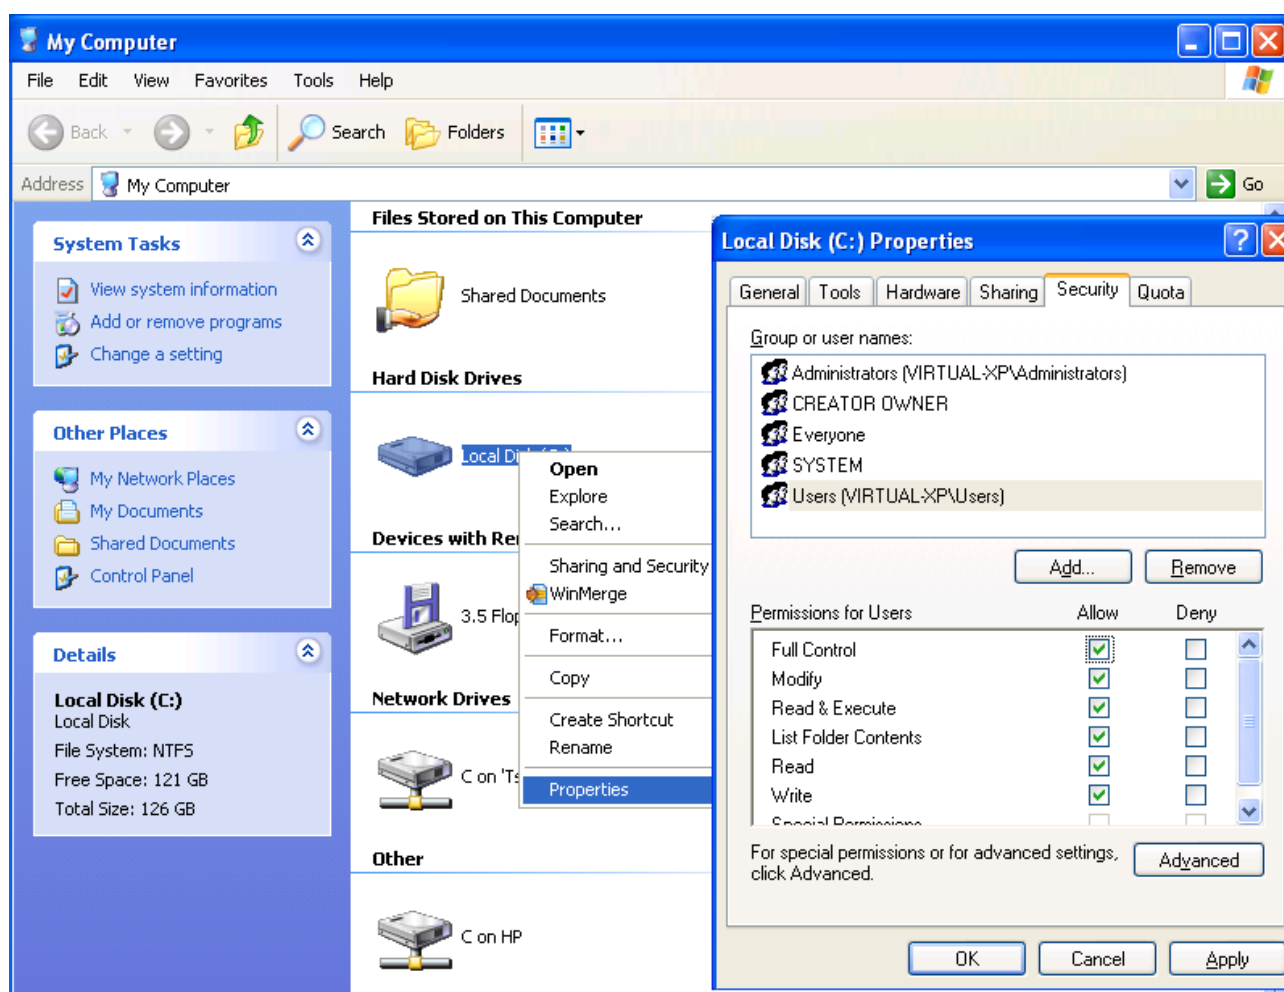 My Computer
File Edit View Favorites Tools Help
Back Search Folders
Address My Computer Go
System Tasks
View system information
Add or remove programs
Change a setting
Other Places
My Network Places
My Documents
Shared Documents
Control Panel
Details
Local Disk (C:)
Local Disk
File System: NTFS
Free Space: 121 GB
Total Size: 126 GB
Files Stored on This Computer
Shared Documents
Hard Disk Drives
Local
Devices with
3.5
Network Drives
C on
Other
C on HP
Open
Explore
Search...
Sharing and Security
WinMerge
Format...
Copy
Create Shortcut
Rename
Properties
Local Disk (C:) Properties
General Tools Hardware Sharing Security Quota
Group or user names:
Administrators (VIRTUAL-XP\Administrators)
CREATOR OWNER
Everyone
SYSTEM
Users (VIRTUAL-XP\Users)
Add... Remove
Permissions for Users Allow Deny
Full Control
Modify
Read & Execute
List Folder Contents
Read
Write
Special Permissions
For special permissions or for advanced settings,
click Advanced.
Advanced
OK Cancel Apply